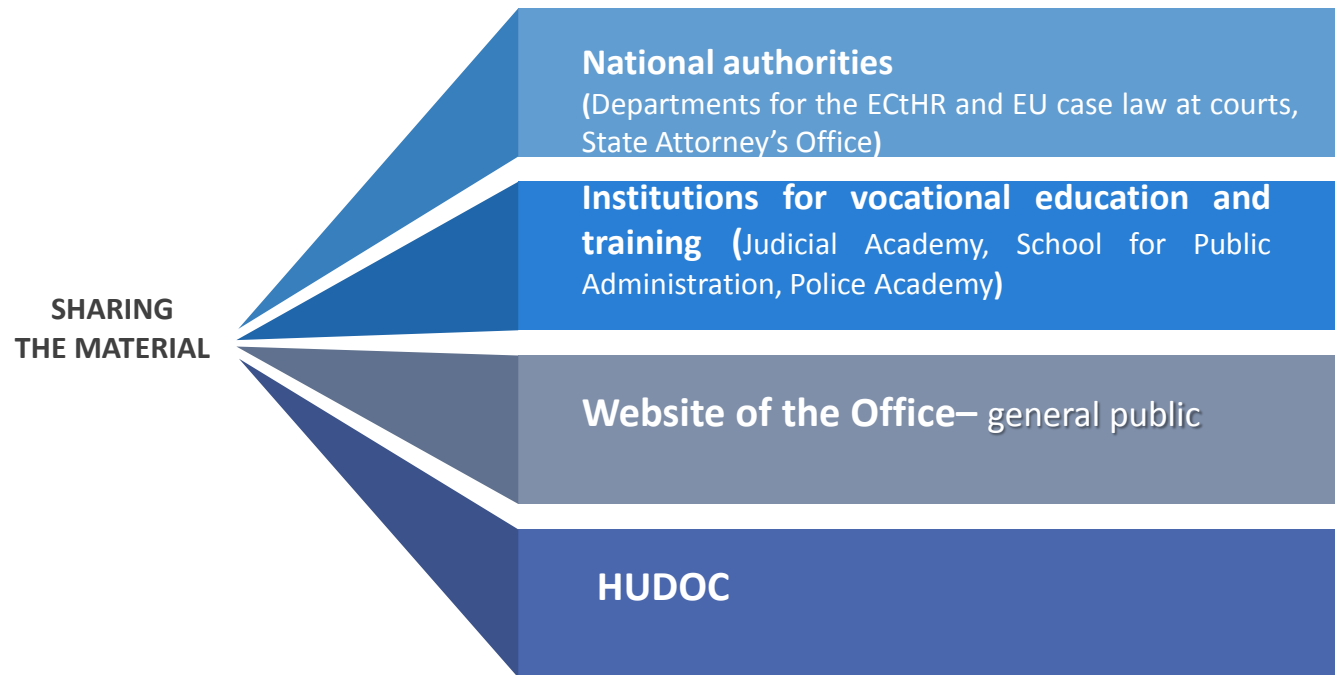 SHARING
THE MATERIAL
National authorities
(Departments for the ECtHR and EU case law at courts,
State Attorney’s Office)
Institutions for vocational education and
training (Judicial Academy, School for Public
Administration, Police Academy)
Website of the Office– general public
HUDOC